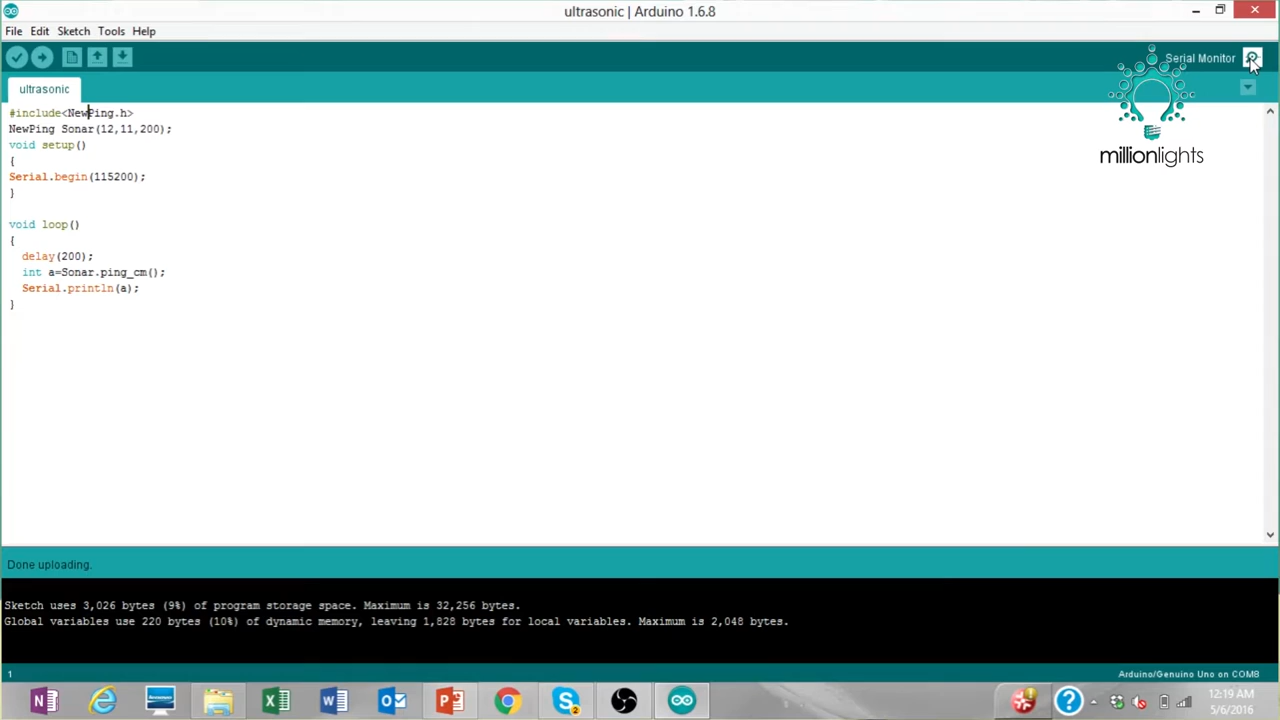 ultrasonic | Arduino 1.6.8
File Edit Sketch Tools Help
Serial Monitor
ultrasonic
#include<NewPing.h>
NewPing Sonar(12,11,200);
void setup()
{
Serial.begin(115200);
}
void loop()
{
delay(200);
int a=Sonar.ping_cm();
Serial.println(a);
}
millionlights
Done uploading.
Sketch uses 3,026 bytes (9%) of program storage space. Maximum is 32,256 bytes.
Global variables use 220 bytes (10%) of dynamic memory, leaving 1,828 bytes for local variables. Maximum is 2,048 bytes.
1
Arduino/Genuino Uno on COM8
12:19 AM
5/6/2016